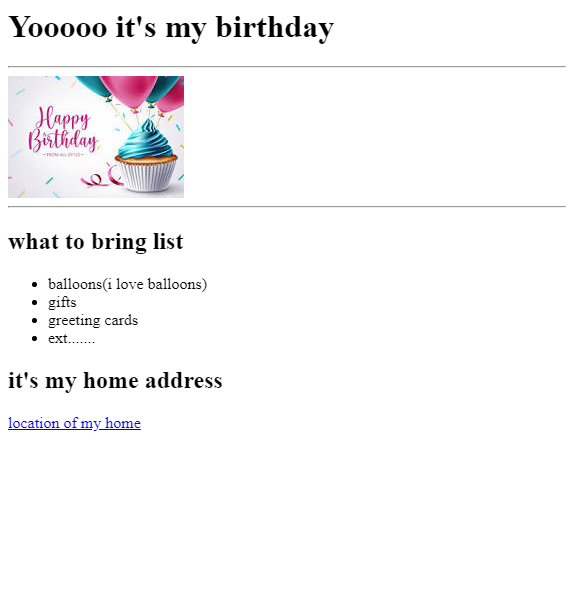 Yooooo it's my birthday
Happy
Birthday
FROM ALL OF US
what to bring list
balloons(i love balloons)
gifts
greeting cards
ext.......
it's my home address
location of my home